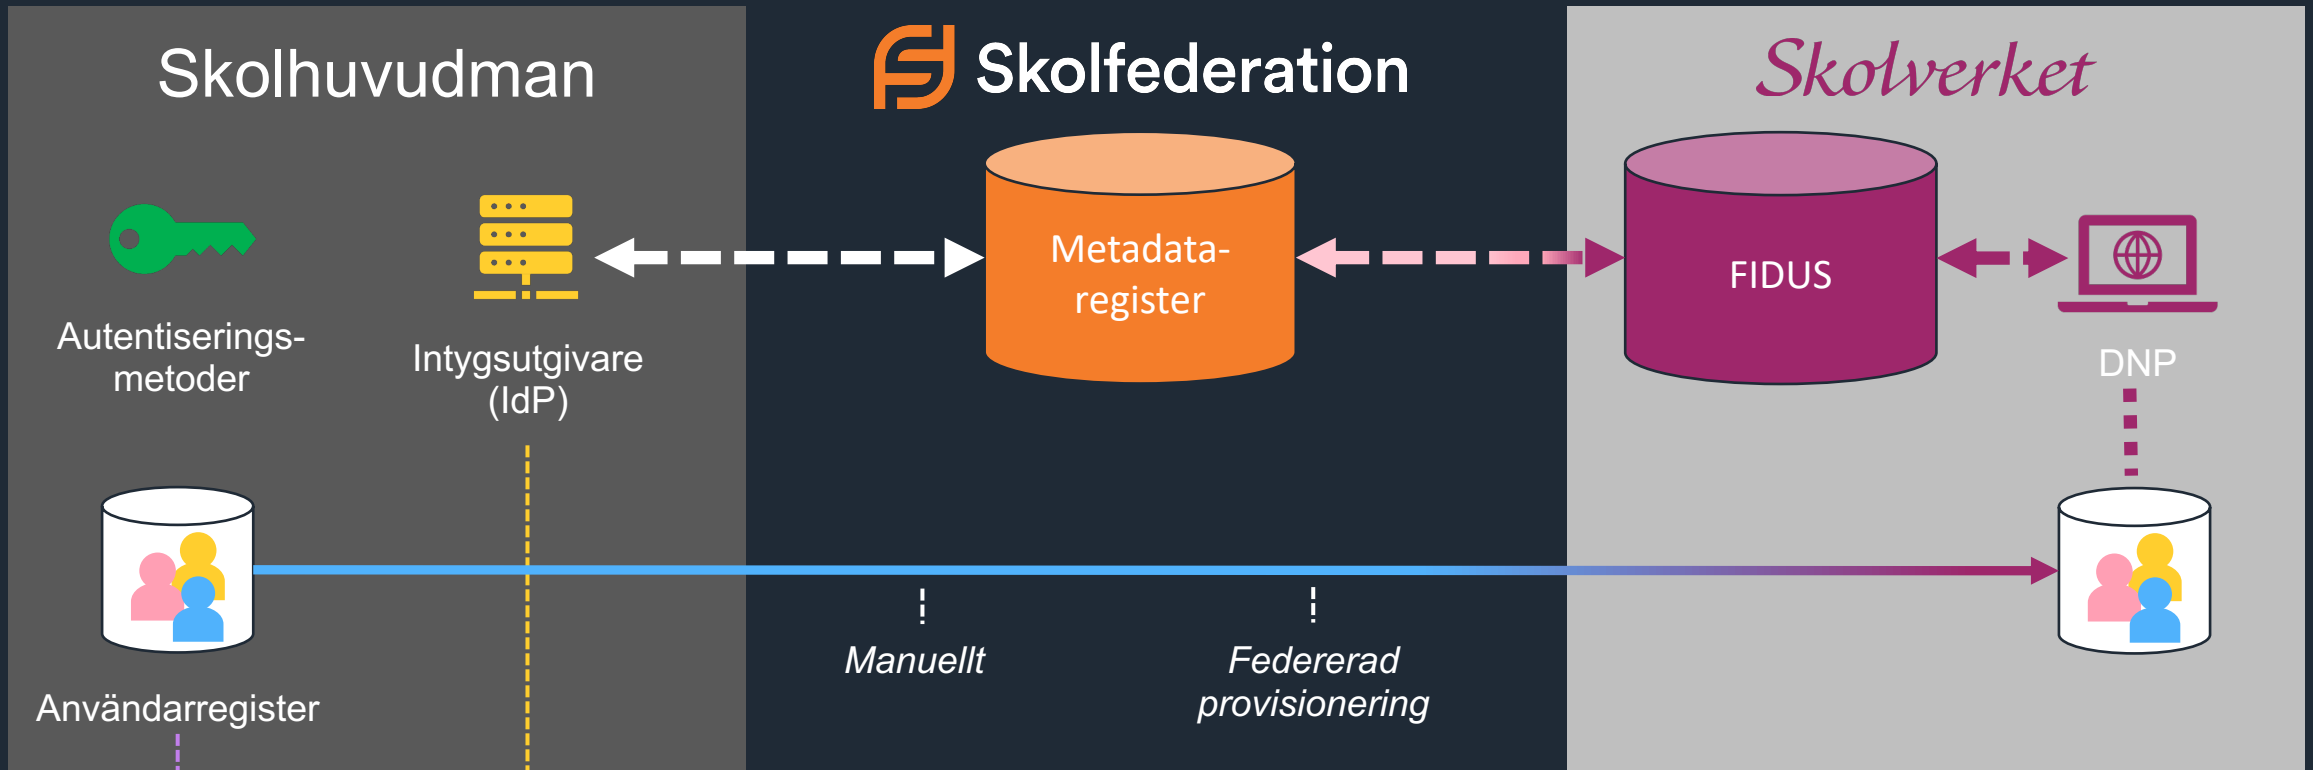 Skolhuvudman
Skolfederation
Skolverket
Autentiserings-
metoder
Intygsutgivare
(IdP)
Metadata-
register
FIDUS
DNP
Användarregister
Manuellt
Federerad
provisionering